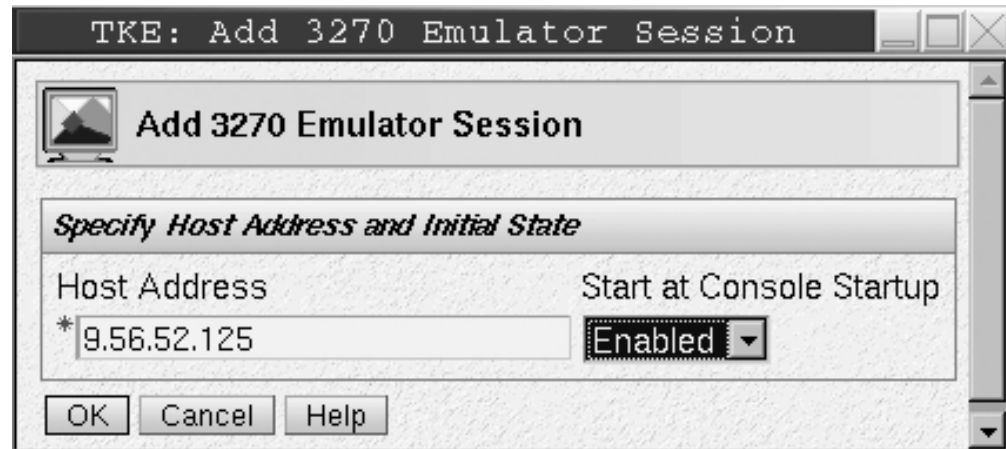 TKE: Add 3270 Emulator Session
Add 3270 Emulator Session
Specify Host Address and Initial State
Host Address Start at Console Startup
*9.56.52.125 Enabled
OK Cancel Help